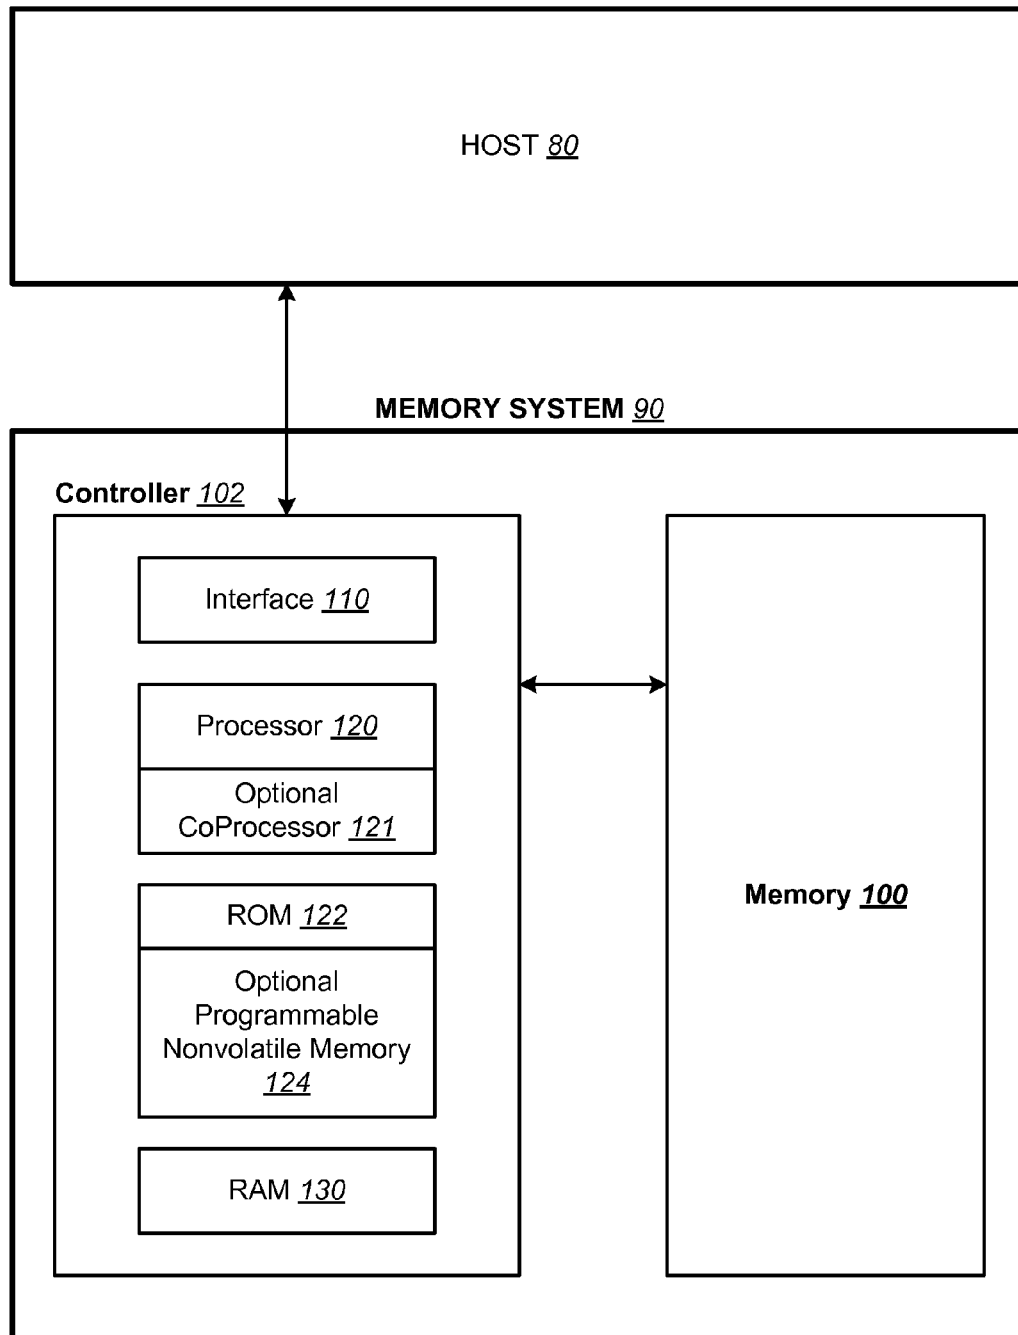 HOST 80
MEMORY SYSTEM 90
Controller 102
Interface 110
Processor 120
Optional
CoProcessor 121
ROM 122
Optional
Programmable
Nonvolatile Memory
124
RAM 130
Memory 100